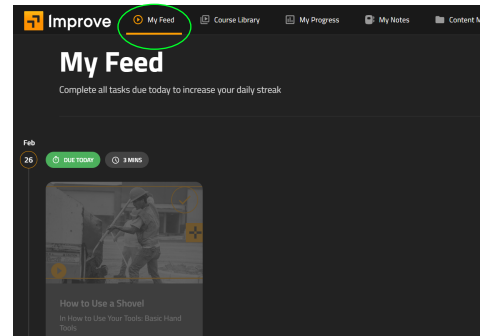 Improve
My Feed
Course Library
My Progress
My Notes
Content M
My Feed
Complete all tasks due today to increase your daily streak
Feb
26
DUE TODAY
3 MINS
How to Use a Shovel
In How to Use Your Tools: Basic Hand
Tools